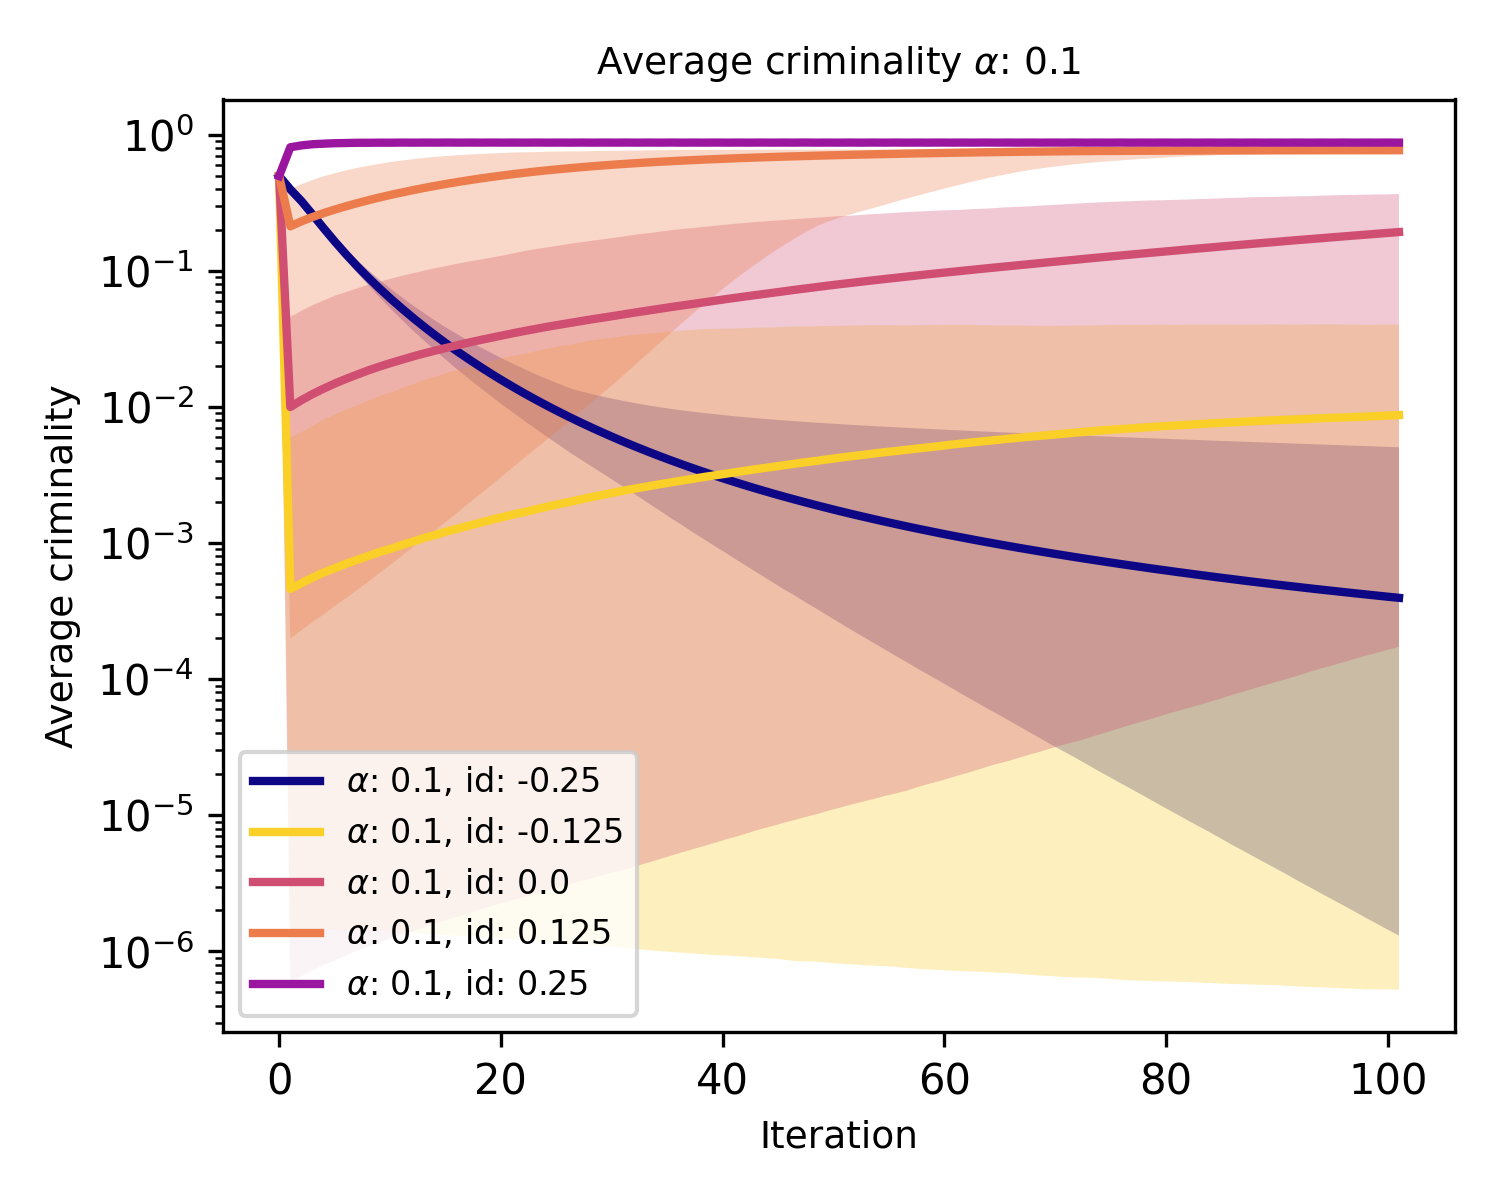 Average criminality α: 0.1
Average criminality
10⁰
10⁻¹
10⁻²
10⁻³
10⁻⁴
10⁻⁵
10⁻⁶
α: 0.1, id: -0.25
α: 0.1, id: -0.125
α: 0.1, id: 0.0
α: 0.1, id: 0.125
α: 0.1, id: 0.25
0 20 40 60 80 100
Iteration